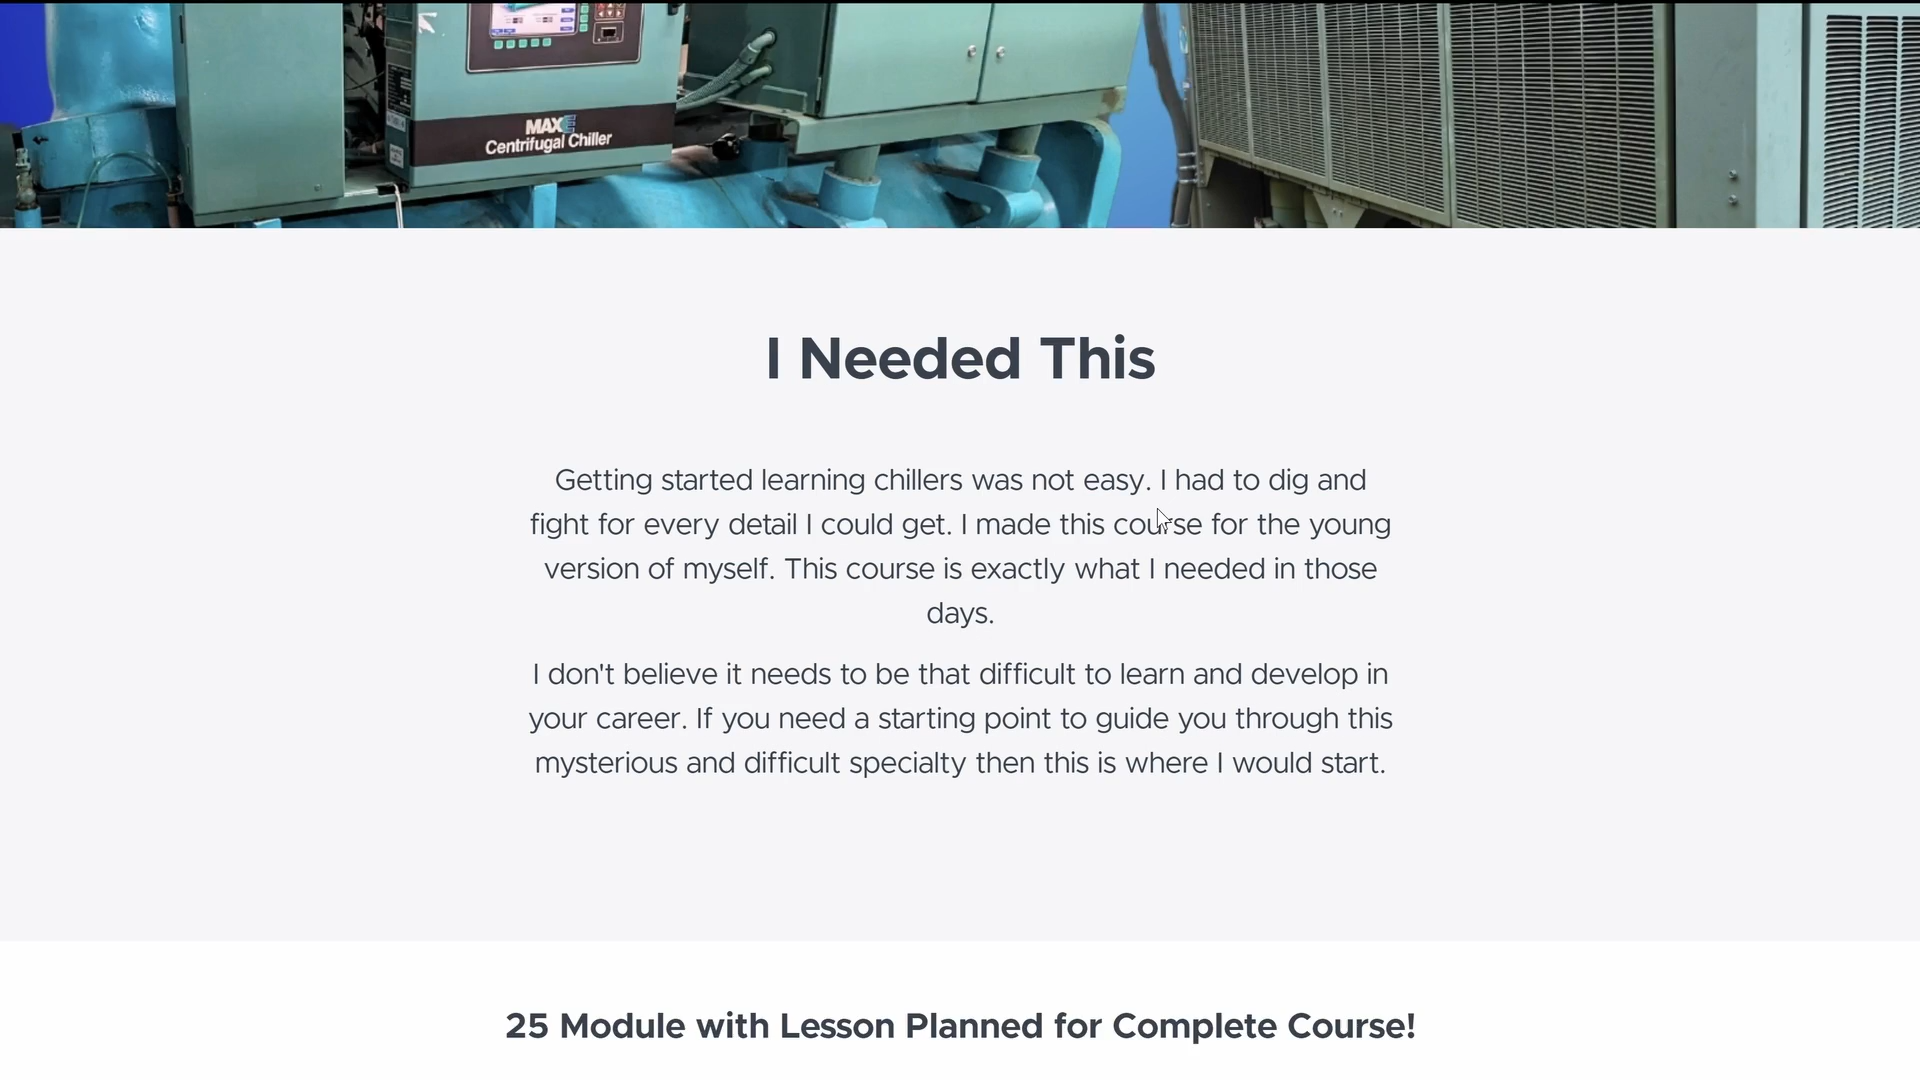 MAXE
Centrifugal Chiller
I Needed This
Getting started learning chillers was not easy. I had to dig and
fight for every detail I could get. I made this course for the young
version of myself. This course is exactly what I needed in those
days.
I don't believe it needs to be that difficult to learn and develop in
your career. If you need a starting point to guide you through this
mysterious and difficult specialty then this is where I would start.
25 Module with Lesson Planned for Complete Course!